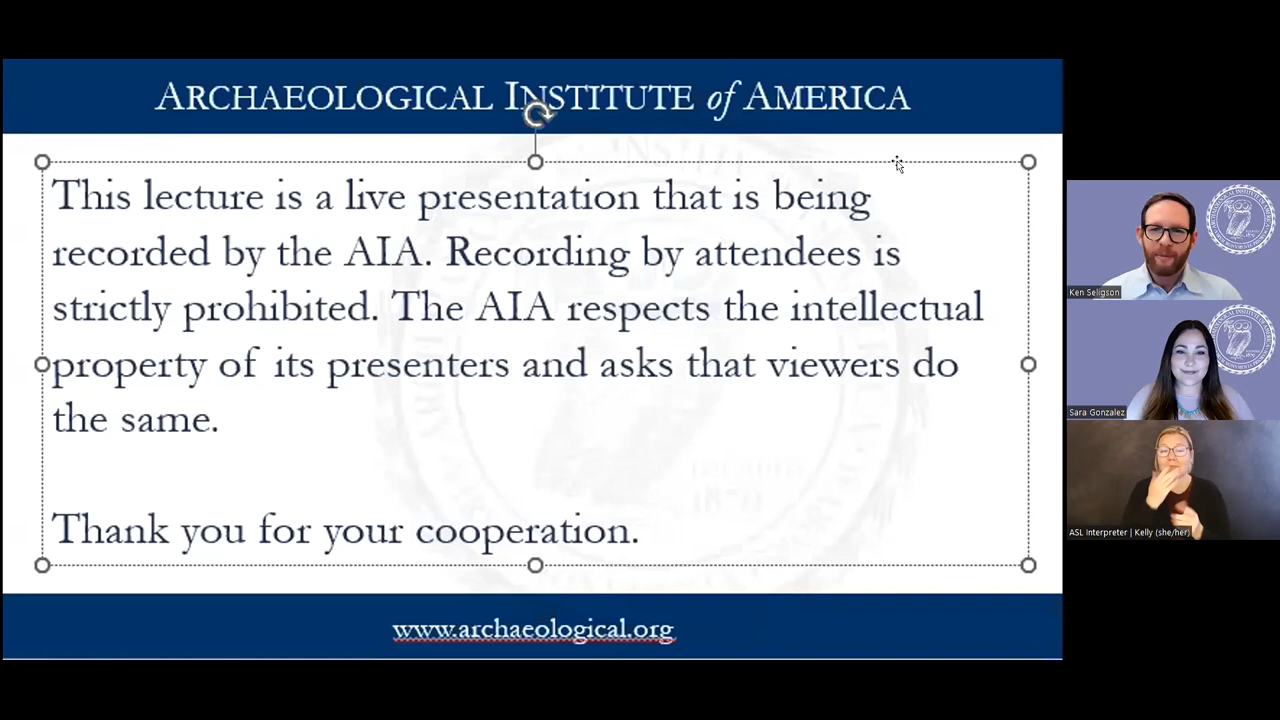 ARCHAEOLOGICAL INSTITUTE of AMERICA
This lecture is a live presentation that is being
recorded by the AIA. Recording by attendees is
strictly prohibited. The AIA respects the intellectual
property of its presenters and asks that viewers do
the same.
Thank you for your cooperation.
www.archaeological.org
Ken Seligson
Sara Gonzalez
ASL Interpreter | Kelly (she/her)